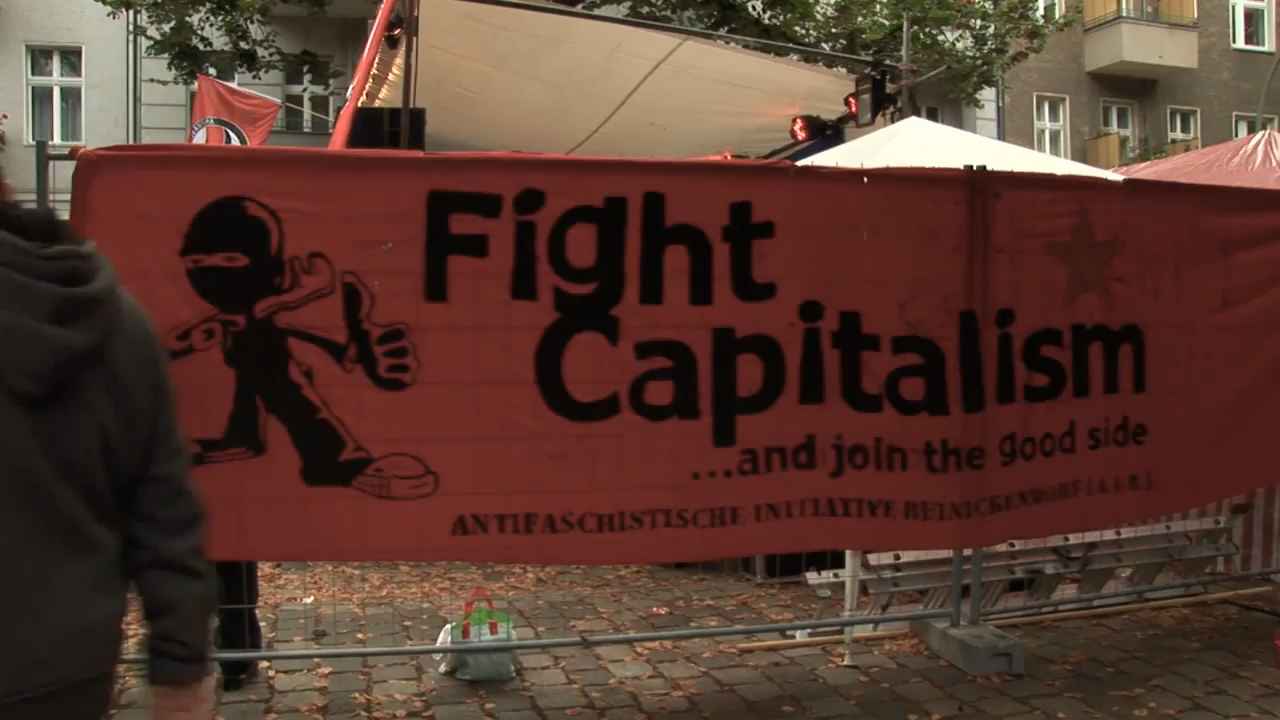 Fight
Capitalism
...and join the good side
ANTIFASCHISTISCHE INITIATIVE REINICKENDORF [A.I.R.]